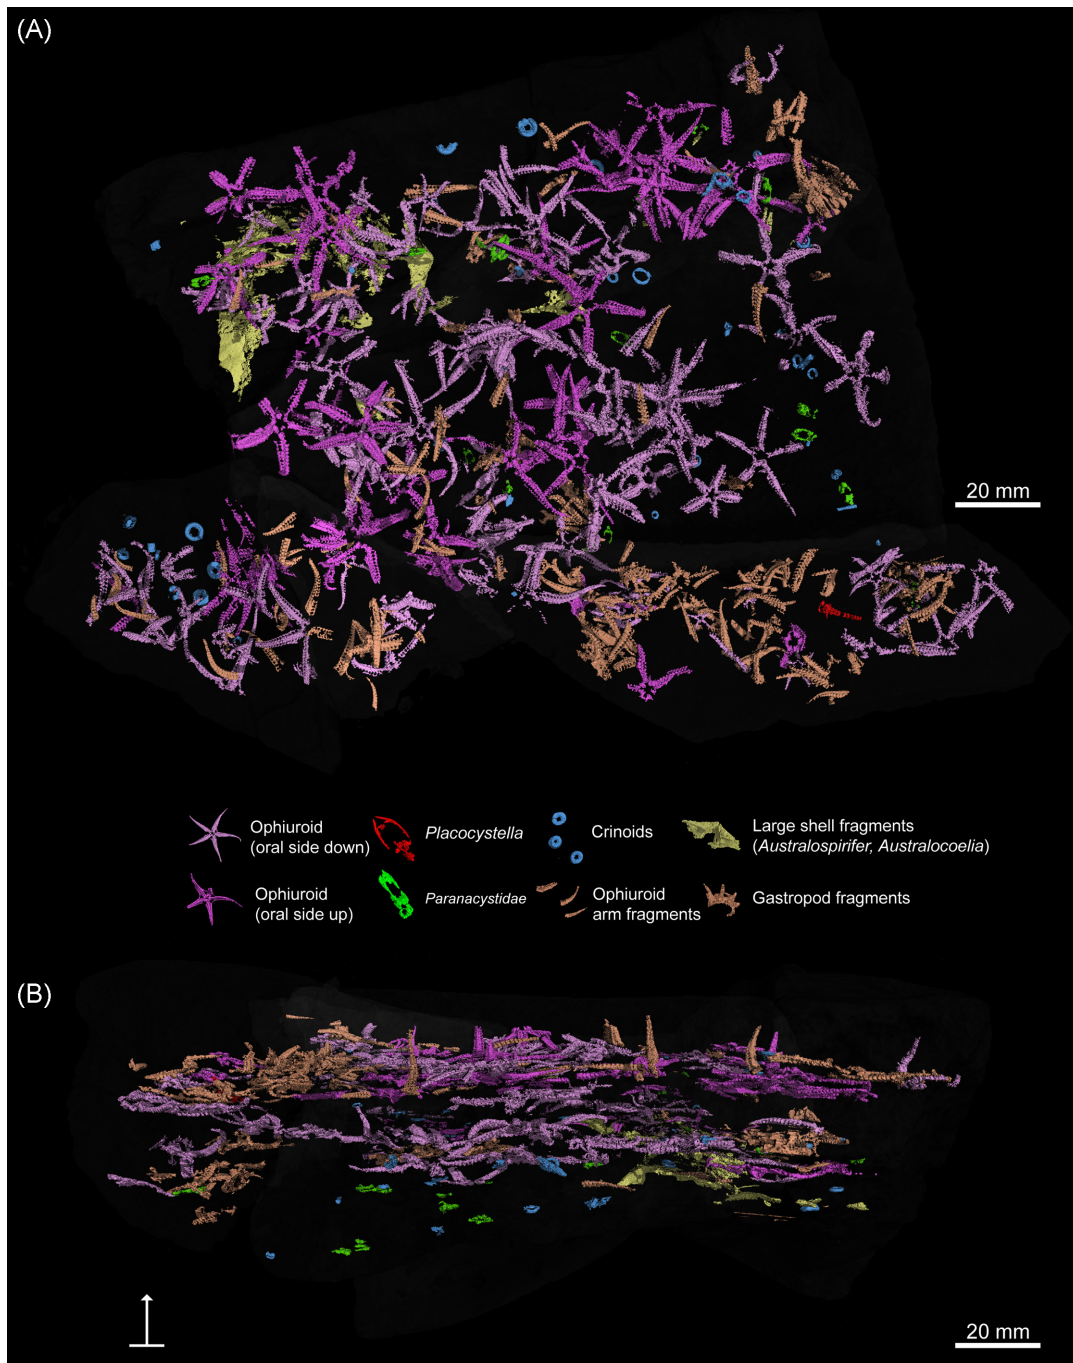 (A)
20 mm
Ophiuroid
(oral side down)
Placocystella
Crinoids
Large shell fragments
(Australospirifer, Australocoelia)
Ophiuroid
(oral side up)
Paranacystidae
Ophiuroid
arm fragments
Gastropod fragments
(B)
20 mm